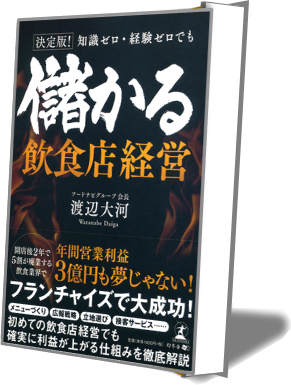 決定版! 知識ゼロ・経験ゼロでも
儲かる
飲食店経営
フードナビグループ会長
渡辺大河
Watanabe Daiga
開店後2年で
5割が廃業する
飲食業界で
年間営業利益
3億円も夢じゃない!
フランチャイズで大成功!
メニューづくり 広報戦略 立地選び 接客サービス……
初めての飲食店経営でも
確実に利益が上がる仕組みを徹底解説